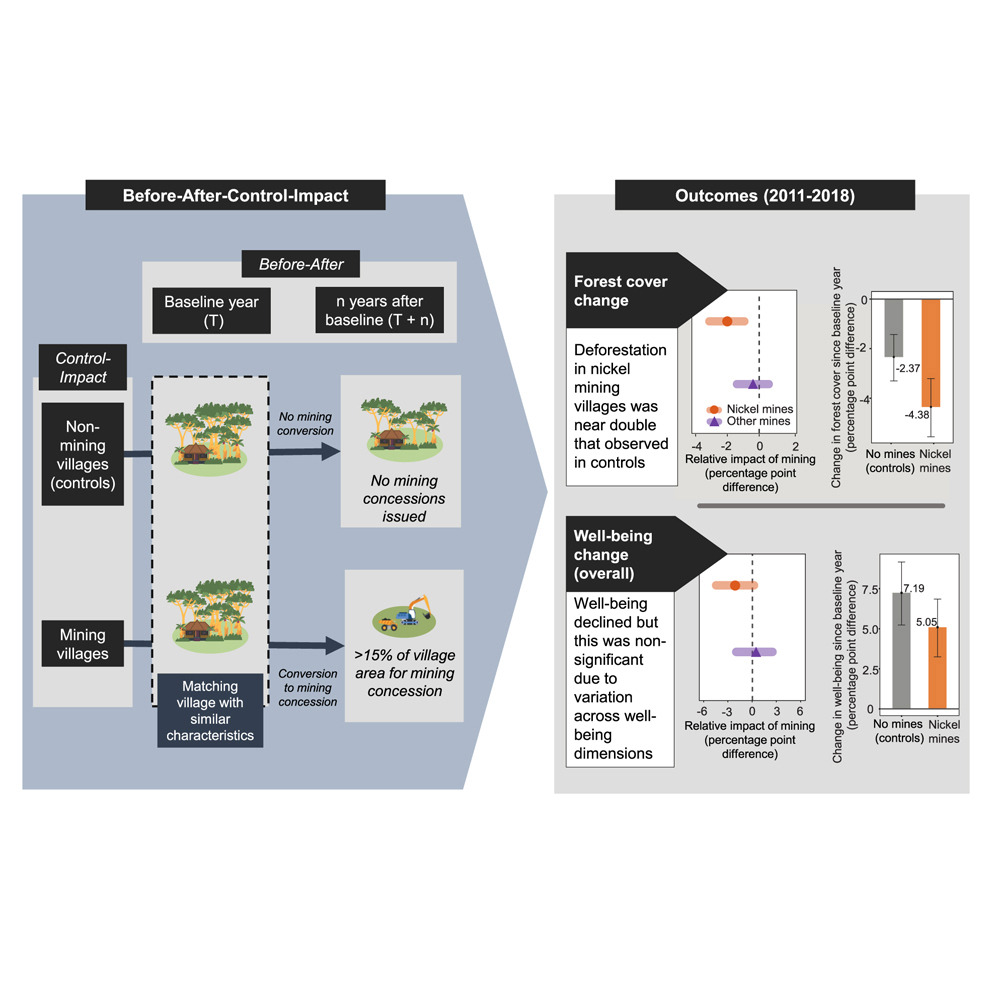 Before-After-Control-Impact
Before-After
Baseline year
(T)
n years after
baseline (T + n)
Control-
Impact
Non-
mining
villages
(controls)
No mining
conversion
No mining
concessions
issued
Mining
villages
Conversion
to mining
concession
>15% of village
area for mining
concession
Matching
village with
similar
characteristics
Outcomes (2011-2018)
Forest cover
change
Deforestation
in nickel
mining
villages was
near double
that observed
in controls
Nickel mines
Other mines
-4
-2
0
2
Relative impact of mining
(percentage point
difference)
Change in forest cover since baseline year
(percentage point difference)
0
-2
-4
-2.37
-4.38
No mines
(controls)
Nickel
mines
Well-being
change
(overall)
Well-being
declined but
this was non-
significant
due to
variation
across well-
being
dimensions
-6
-3
0
3
6
Relative impact of mining
(percentage point
difference)
Change in well-being since baseline year
(percentage point difference)
7.5
5.0
2.5
0
7.19
5.05
No mines
(controls)
Nickel
mines